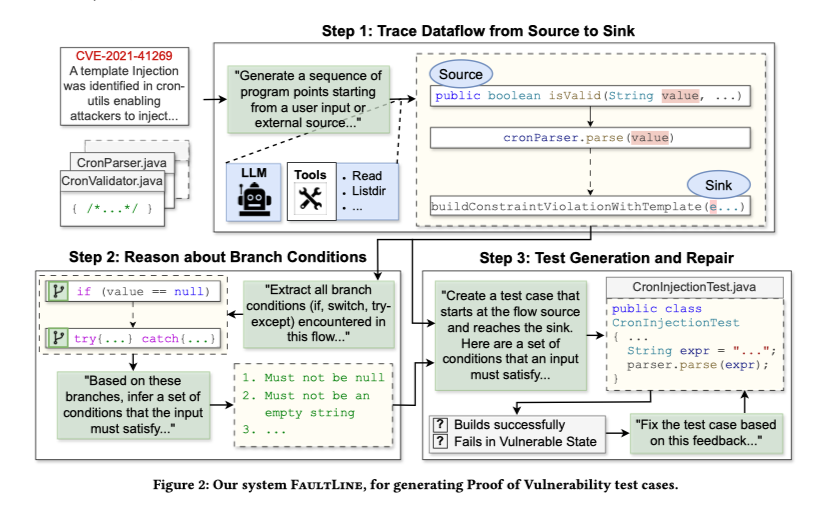 Step 1: Trace Dataflow from Source to Sink
CVE-2021-41269
A template Injection
was identified in cron-
utils enabling
attackers to inject...
CronParser.java
CronValidator.java
{ /*...*/ }
"Generate a sequence of
program points starting
from a user input or
external source..."
LLM
Tools
• Read
• Listdir
• ...
Source
public boolean isValid(String value, ...)
cronParser.parse(value)
Sink
buildConstraintViolationWithTemplate(e...)
Step 2: Reason about Branch Conditions
if (value == null)
try{...} catch{...}
"Extract all branch
conditions (if, switch, try-
except) encountered in
this flow..."
"Based on these
branches, infer a set of
conditions that the input
must satisfy..."
1. Must not be null
2. Must not be an
empty string
3. ...
Step 3: Test Generation and Repair
"Create a test case that
starts at the flow source
and reaches the sink.
Here are a set of
conditions that an input
must satisfy...
CronInjectionTest.java
public class
CronInjectionTest
{ ...
String expr = "...";
parser.parse(expr);
}
? Builds successfully
? Fails in Vulnerable State
"Fix the test case based
on this feedback..."
Figure 2: Our system FAULTLINE, for generating Proof of Vulnerability test cases.